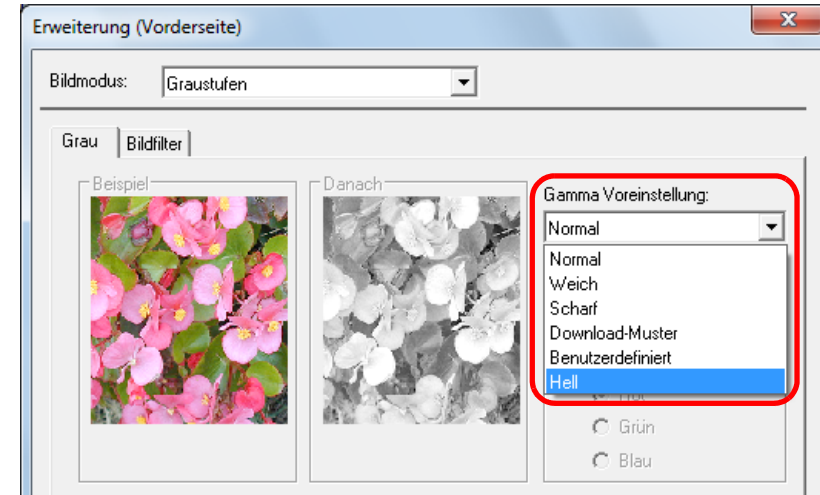 Erweiterung (Vorderseite)
Bildmodus: Graustufen
Grau Bildfilter
Beispiel
Danach
Gamma Voreinstellung:
Normal
Normal
Weich
Scharf
Download-Muster
Benutzerdefiniert
Hell
Grün
Blau